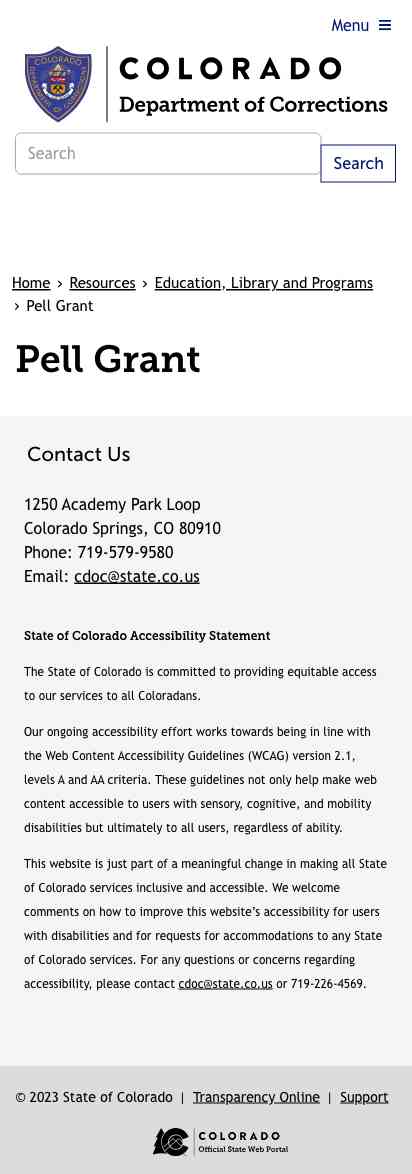 Menu
COLORADO
Department of Corrections
Search
Search
Home › Resources › Education, Library and Programs
› Pell Grant
Pell Grant
Contact Us
1250 Academy Park Loop
Colorado Springs, CO 80910
Phone: 719-579-9580
Email: cdoc@state.co.us
State of Colorado Accessibility Statement
The State of Colorado is committed to providing equitable access
to our services to all Coloradans.
Our ongoing accessibility effort works towards being in line with
the Web Content Accessibility Guidelines (WCAG) version 2.1,
levels A and AA criteria. These guidelines not only help make web
content accessible to users with sensory, cognitive, and mobility
disabilities but ultimately to all users, regardless of ability.
This website is just part of a meaningful change in making all State
of Colorado services inclusive and accessible. We welcome
comments on how to improve this website's accessibility for users
with disabilities and for requests for accommodations to any State
of Colorado services. For any questions or concerns regarding
accessibility, please contact cdoc@state.co.us or 719-226-4569.
© 2023 State of Colorado | Transparency Online | Support
COLORADO
Official State Web Portal